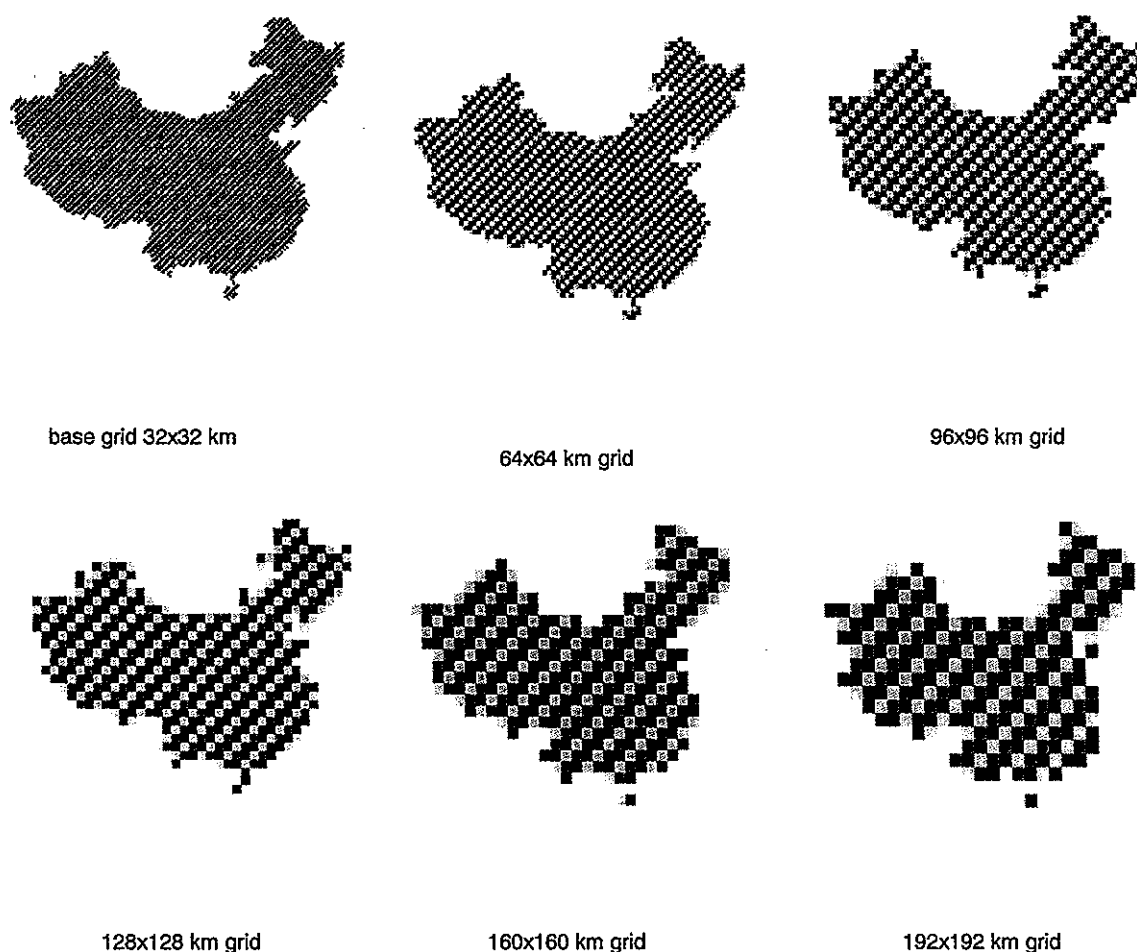 base grid 32x32 km
64x64 km grid
96x96 km grid
128x128 km grid
160x160 km grid
192x192 km grid